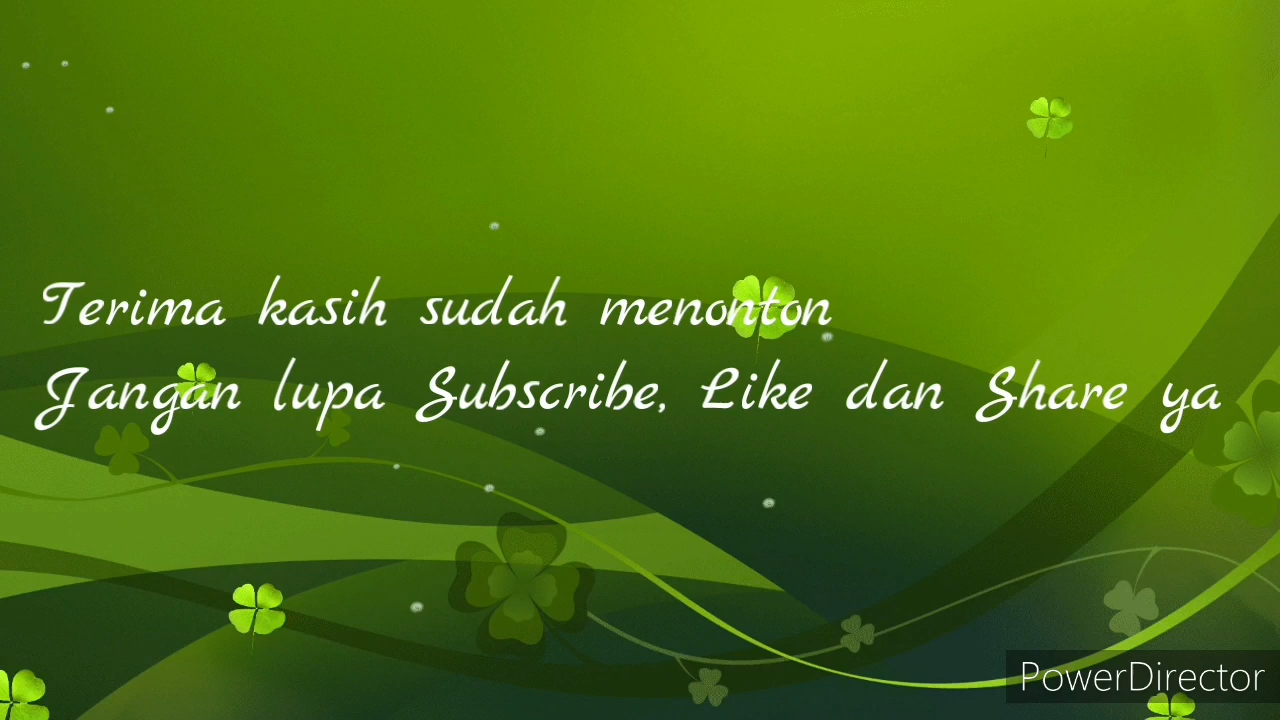 Terima kasih sudah menonton
Jangan lupa Subscribe, Like dan Share ya
PowerDirector